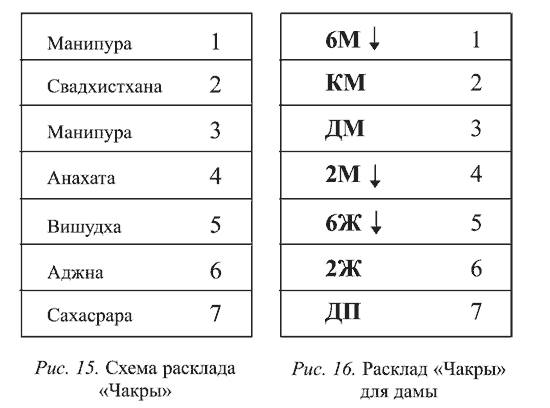 Манипура 1
Свадхистхана 2
Манипура 3
Анахата 4
Вишудха 5
Аджна 6
Сахасрара 7
Рис. 15. Схема расклада
«Чакры»
6М ↓ 1
КМ 2
ДМ 3
2М ↓ 4
6Ж ↓ 5
2Ж 6
ДП 7
Рис. 16. Расклад «Чакры»
для дамы